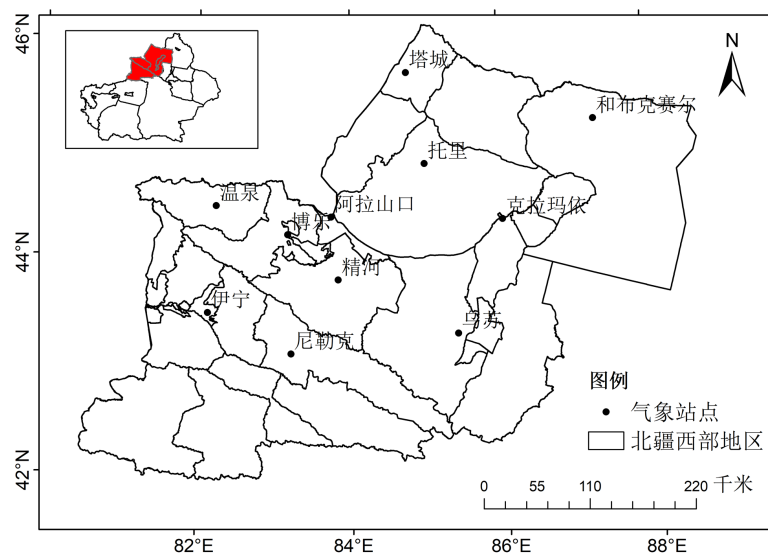 46°N
44°N
42°N
82°E
84°E
86°E
88°E
N
塔城
和布克赛尔
托里
温泉
阿拉山口
克拉玛依
博乐
精河
伊宁
乌苏
尼勒克
图例
气象站点
北疆西部地区
0 55 110 220 千米